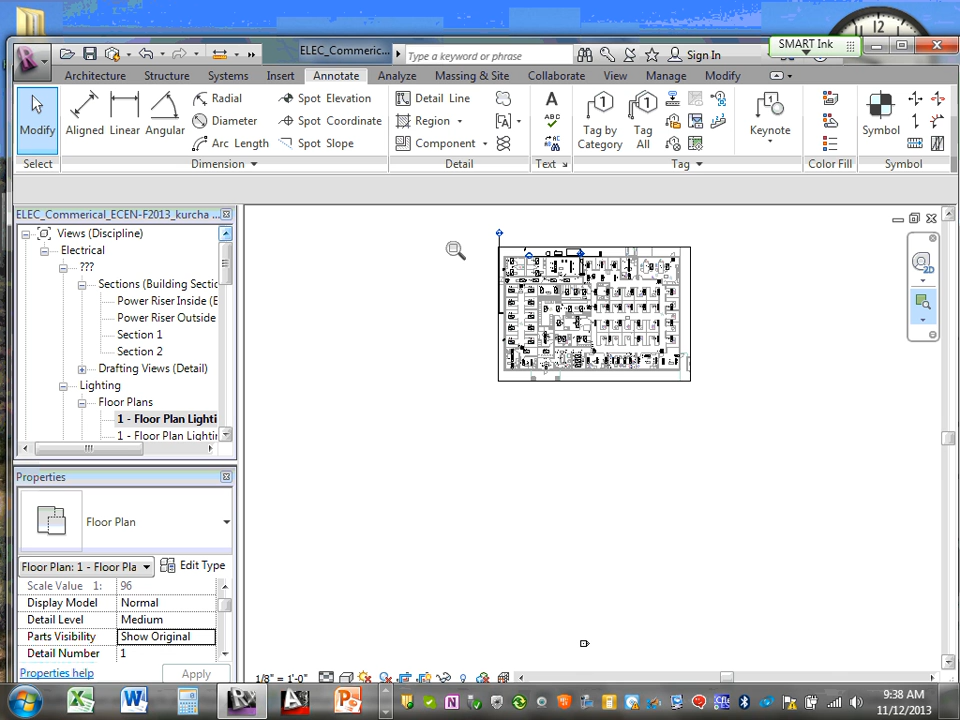 ELEC_Commeric...
Type a keyword or phrase
Sign In
SMART Ink
Architecture
Structure
Systems
Insert
Annotate
Analyze
Massing & Site
Collaborate
View
Manage
Modify
Modify
Aligned
Linear
Angular
Radial
Diameter
Arc Length
Spot Elevation
Spot Coordinate
Spot Slope
Detail Line
Region
Component
A
ABC
Tag by Category
Tag All
Keynote
Symbol
Select
Dimension
Detail
Text
Tag
Color Fill
Symbol
ELEC_Commerical_ECEN-F2013_kurcha ...
Views (Discipline)
Electrical
???
Sections (Building Sectio
Power Riser Inside (E
Power Riser Outside
Section 1
Section 2
Drafting Views (Detail)
Lighting
Floor Plans
1 - Floor Plan Lighti
1 - Floor Plan Lightin
2D
Properties
Floor Plan
Floor Plan: 1 - Floor Pla
Edit Type
Scale Value 1: 96
Display Model Normal
Detail Level Medium
Parts Visibility Show Original
Detail Number 1
Properties help
Apply
1/8" = 1'-0"
9:38 AM
11/12/2013